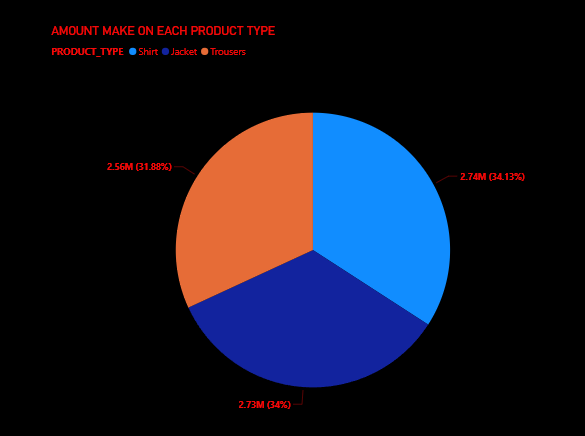 AMOUNT MAKE ON EACH PRODUCT TYPE
PRODUCT_TYPE Shirt Jacket Trousers
2.56M (31.88%)
2.74M (34.13%)
2.73M (34%)